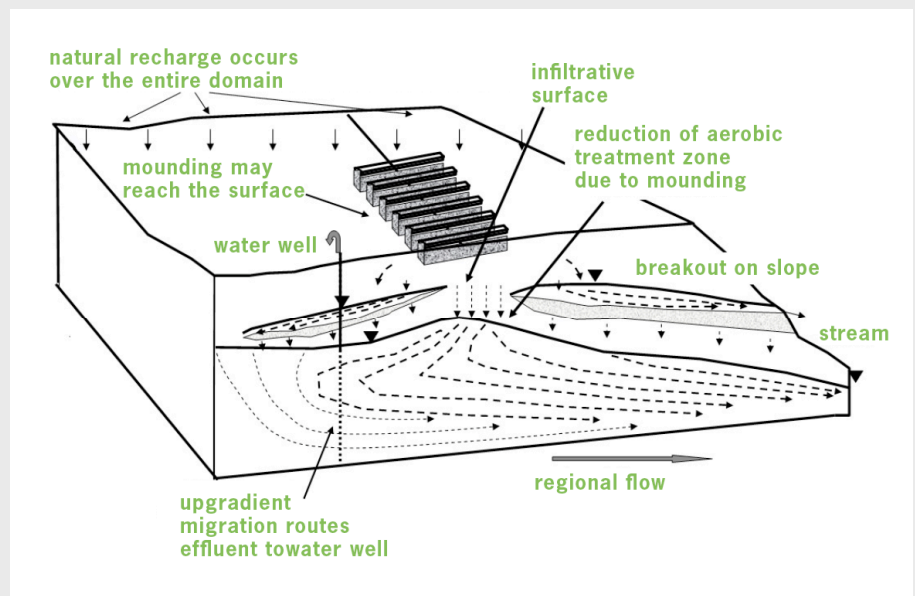 natural recharge occurs
over the entire domain
infiltrative
surface
reduction of aerobic
treatment zone
due to mounding
mounding may
reach the surface
water well
breakout on slope
stream
regional flow
upgradient
migration routes
effluent towater well